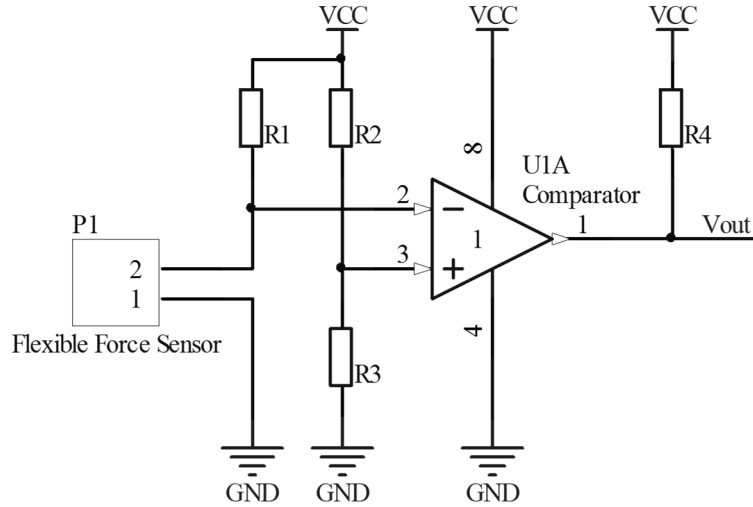 VCC
VCC
VCC
R1
R2
R4
8
U1A
Comparator
2
1
1
Vout
P1
2
1
3
4
Flexible Force Sensor
R3
GND
GND
GND